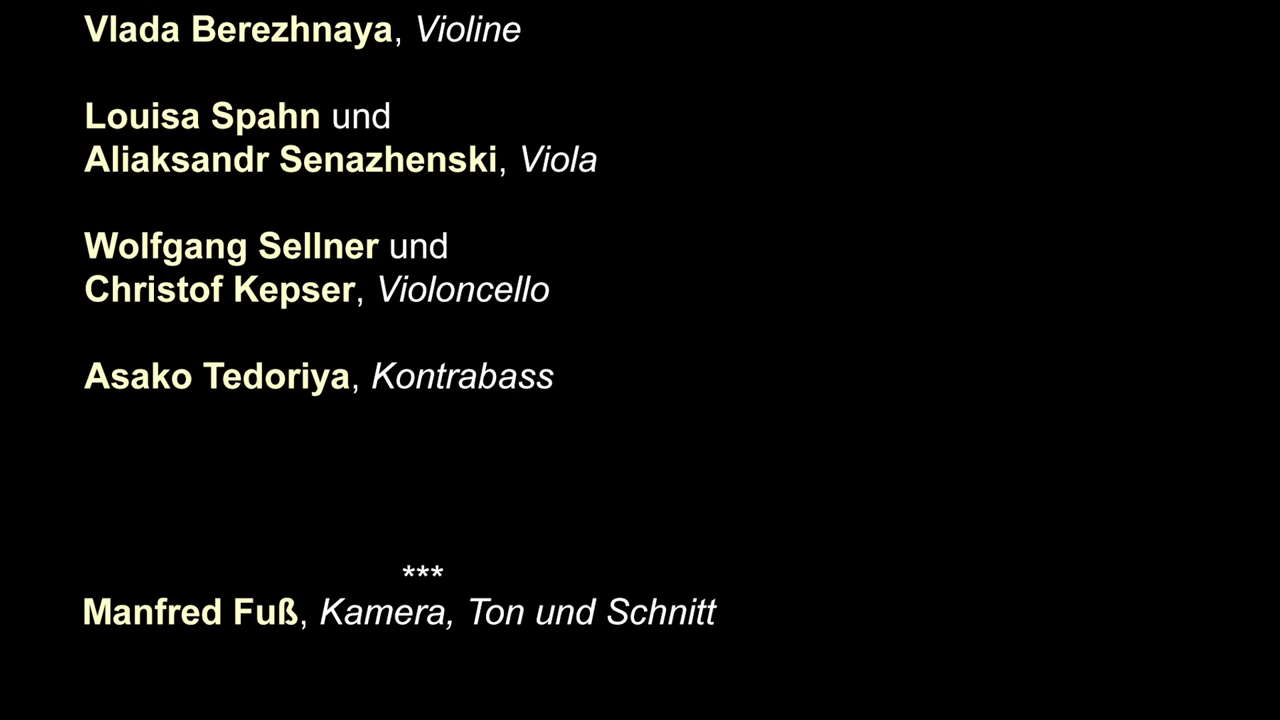 Vlada Berezhnaya, Violine
Louisa Spahn und
Aliaksandr Senazhenski, Viola
Wolfgang Sellner und
Christof Kepser, Violoncello
Asako Tedoriya, Kontrabass
***
Manfred Fuß, Kamera, Ton und Schnitt